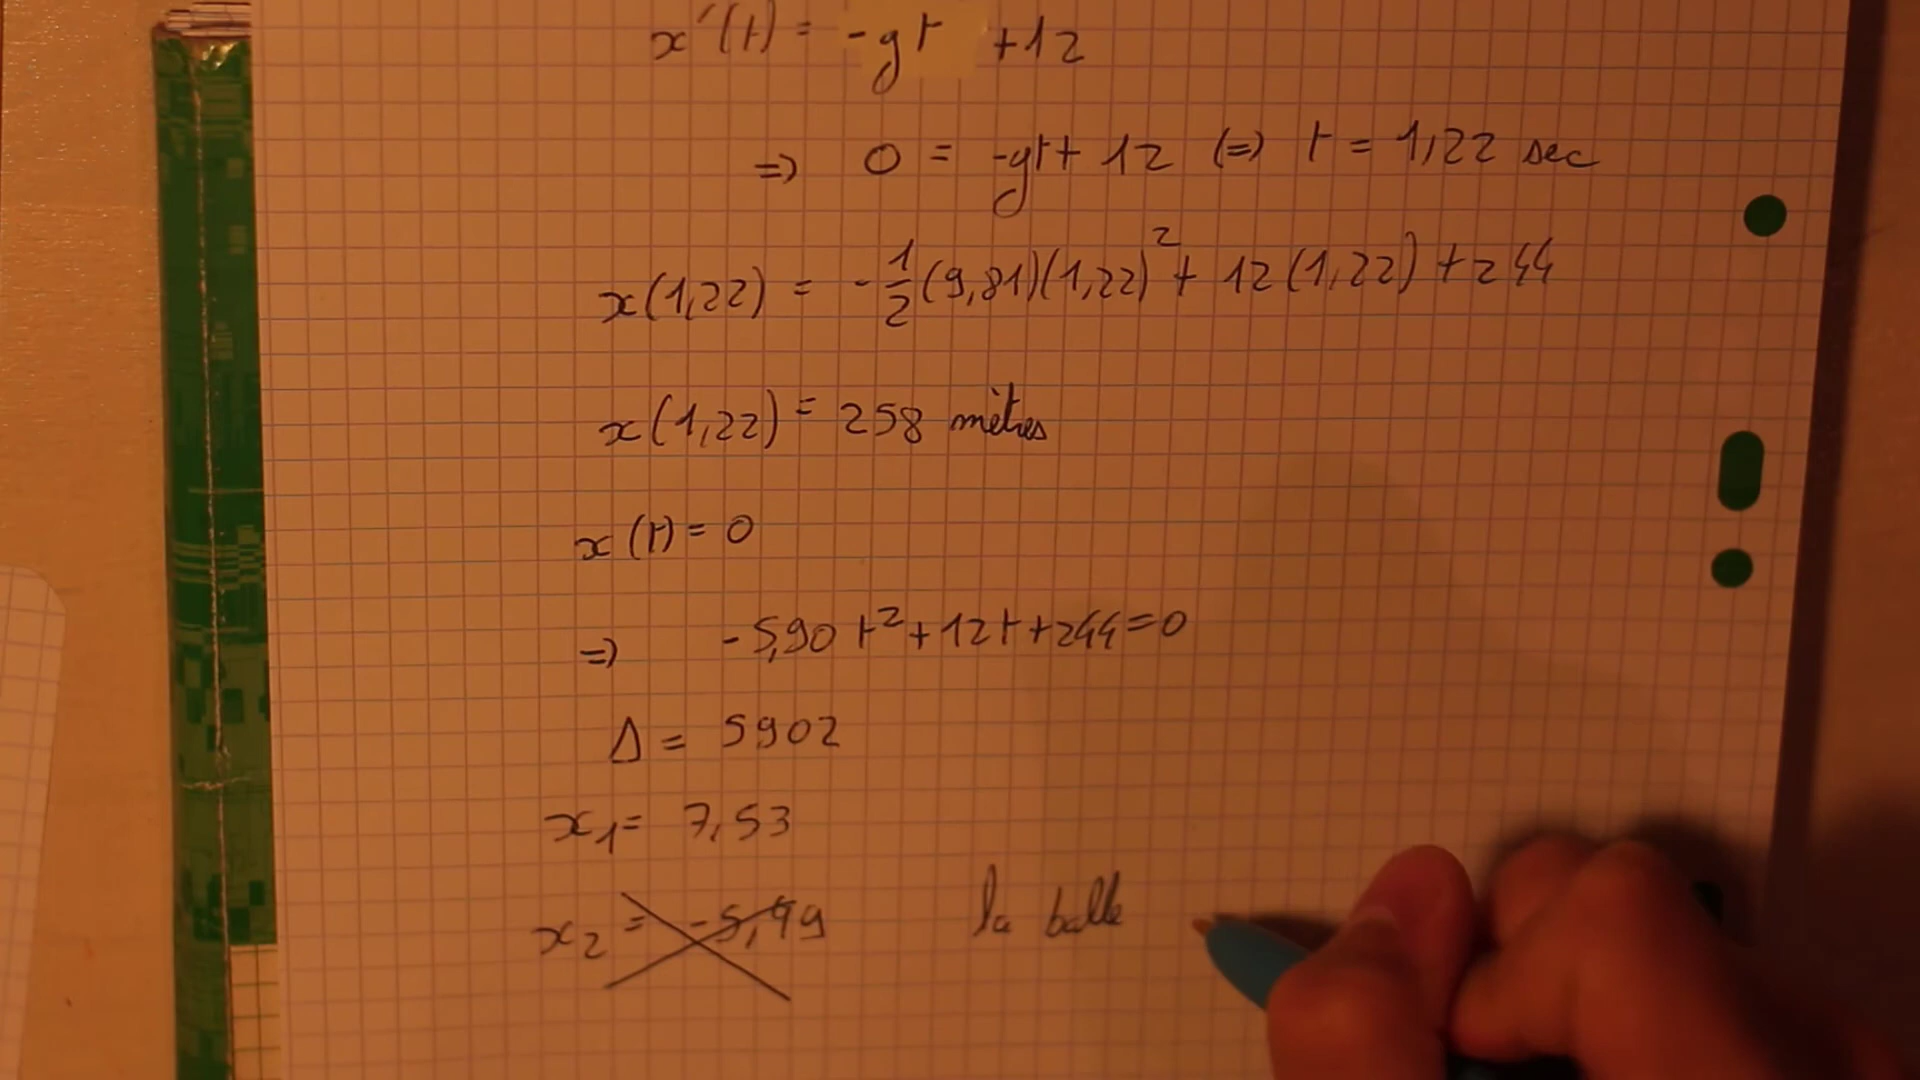 x'(t) = -gt +12
=> 0 = -gt + 12 (=) t = 1,22 sec
x(1,22) = -1/2(9,81)(1,22)² + 12(1,22) + 244
x(1,22) = 258 mètres
x(t) = 0
=> -5,90 t² + 12t + 244 = 0
Δ = 5902
x₁ = 7,53
x₂ = -5,49 la balle